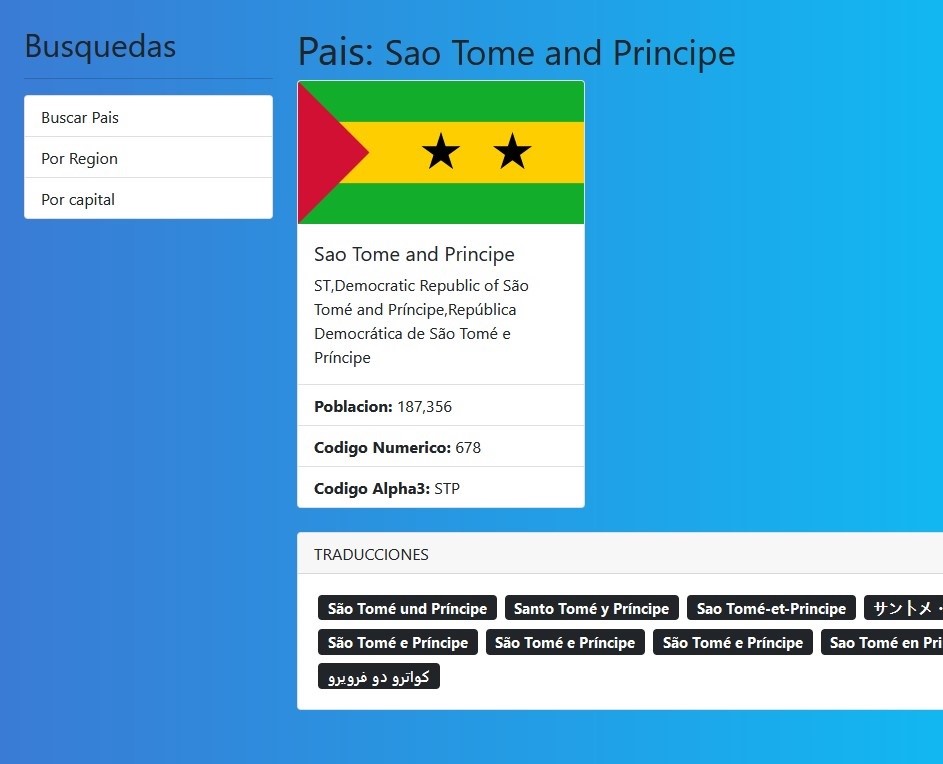 Busquedas
Buscar Pais
Por Region
Por capital
Pais: Sao Tome and Principe
Sao Tome and Principe
ST,Democratic Republic of São
Tomé and Príncipe,República
Democrática de São Tomé e
Príncipe
Poblacion: 187,356
Codigo Numerico: 678
Codigo Alpha3: STP
TRADUCCIONES
São Tomé und Príncipe Santo Tomé y Príncipe Sao Tomé-et-Principe サントメ・
São Tomé e Príncipe São Tomé e Príncipe São Tomé e Príncipe Sao Tomé en Pri
کواترو دو فرویرو